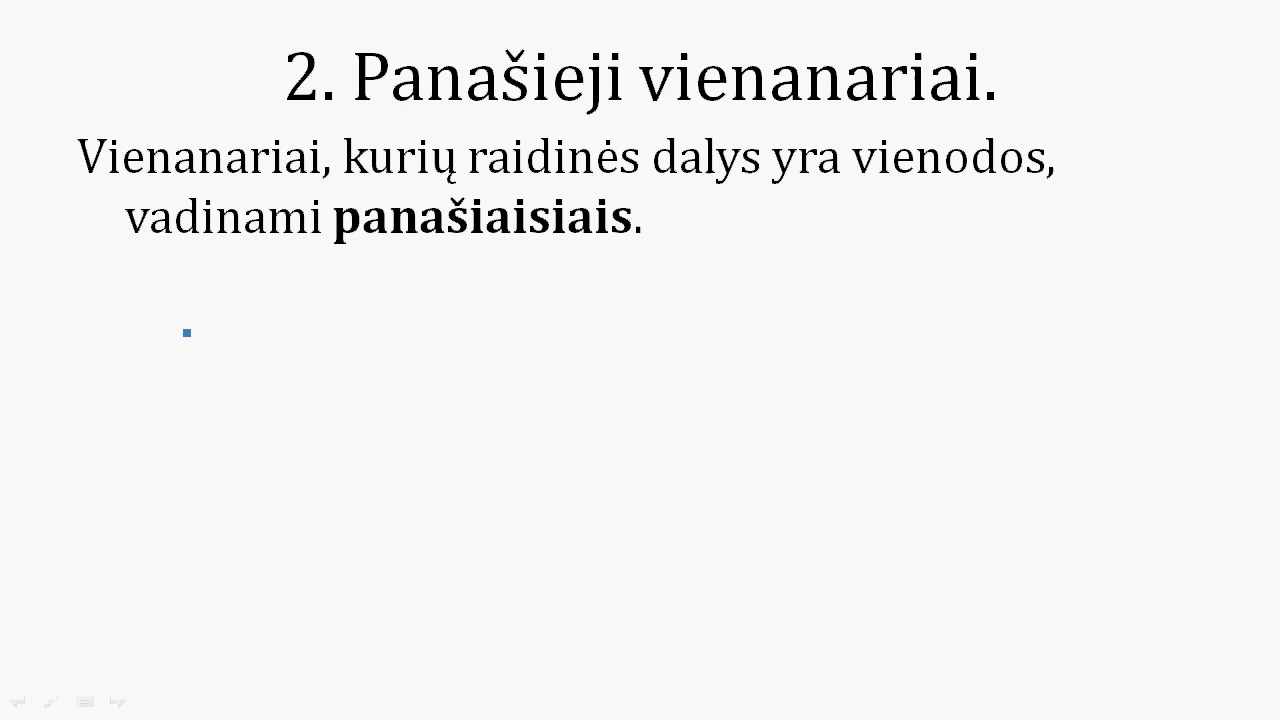 2. Panašieji vienanariai.
Vienanariai, kurių raidinės dalys yra vienodos,
vadinami panašiaisiais.